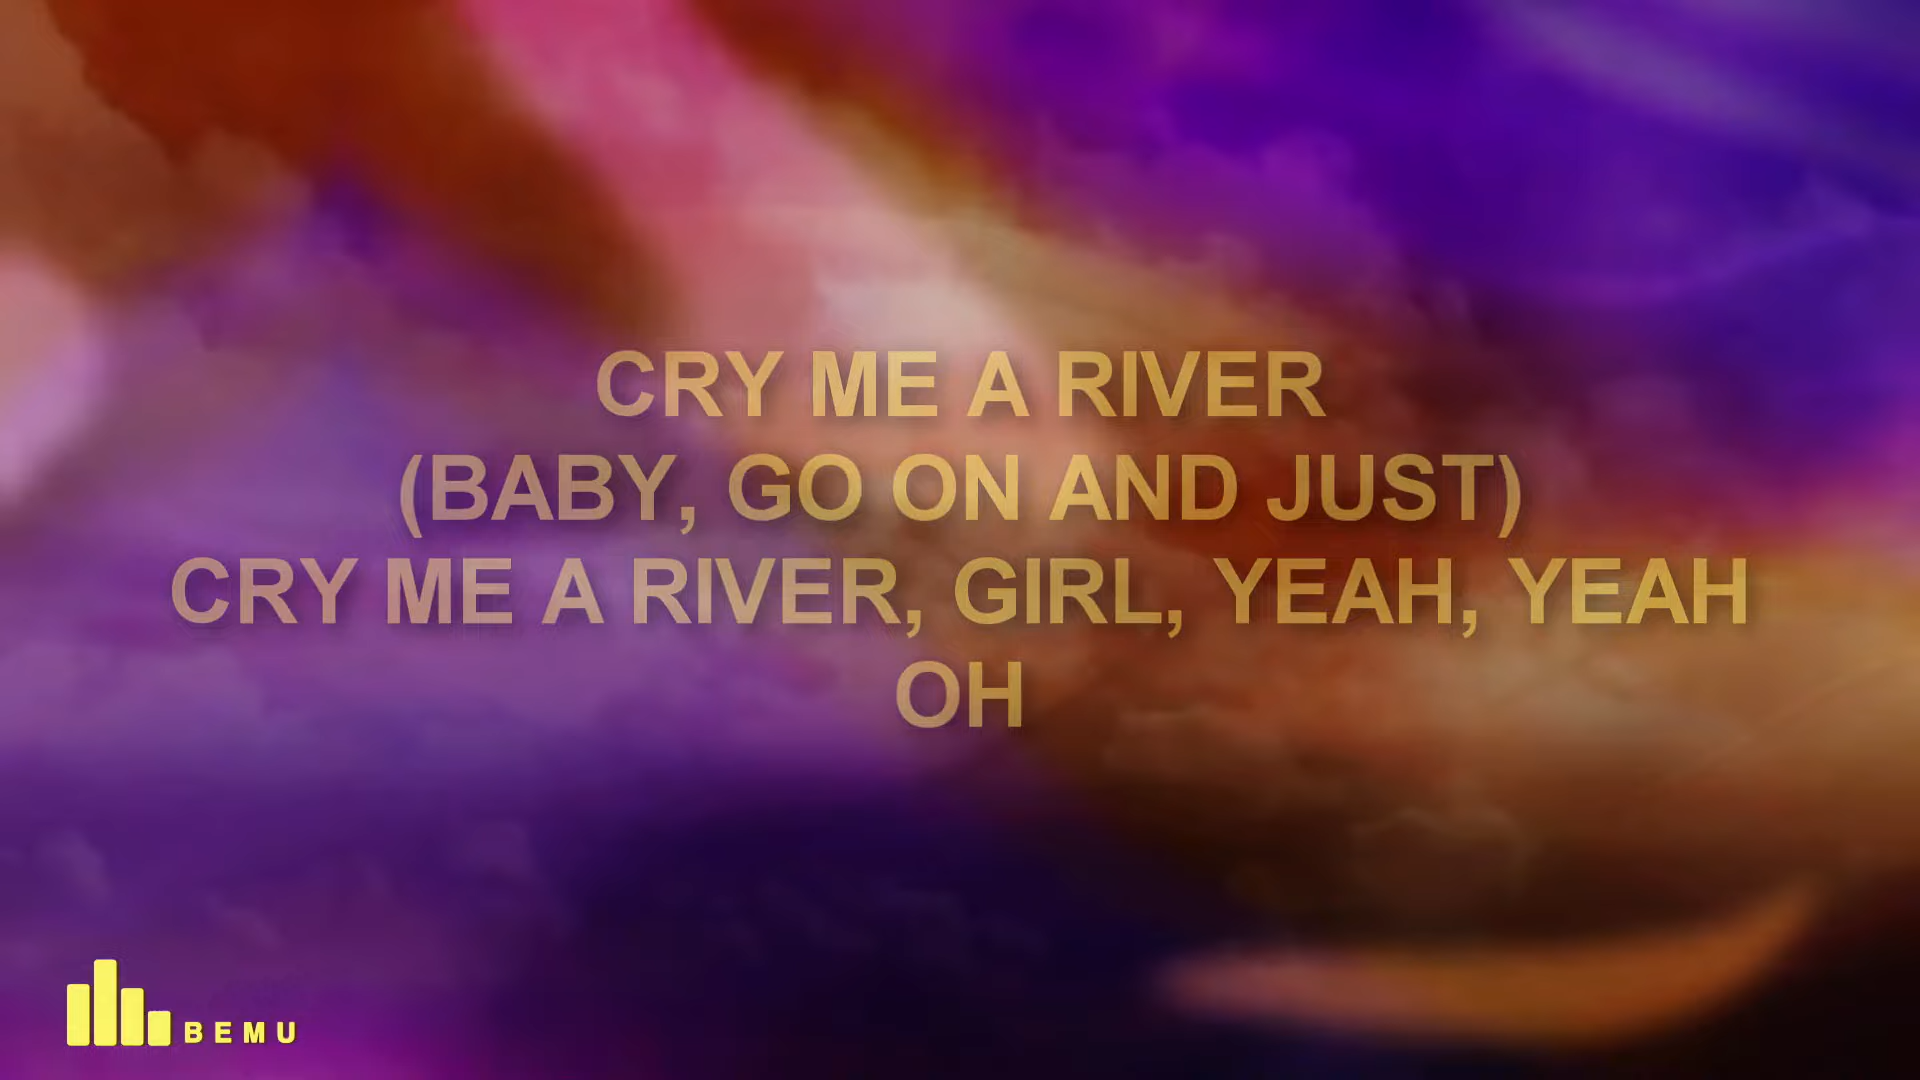 CRY ME A RIVER
(BABY, GO ON AND JUST)
CRY ME A RIVER, GIRL, YEAH, YEAH
OH
BEMU